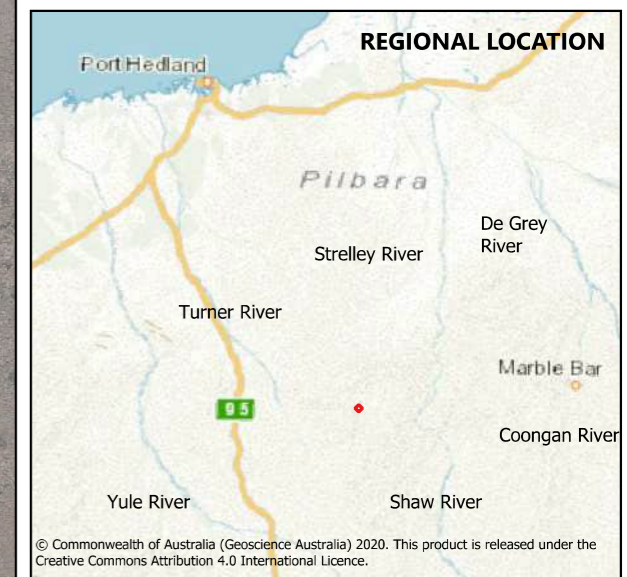 REGIONAL LOCATION
Port Hedland
Pilbara
De Grey
River
Strelley River
Turner River
Marble Bar
95
Coongan River
Yule River
Shaw River
© Commonwealth of Australia (Geoscience Australia) 2020. This product is released under the
Creative Commons Attribution 4.0 International Licence.